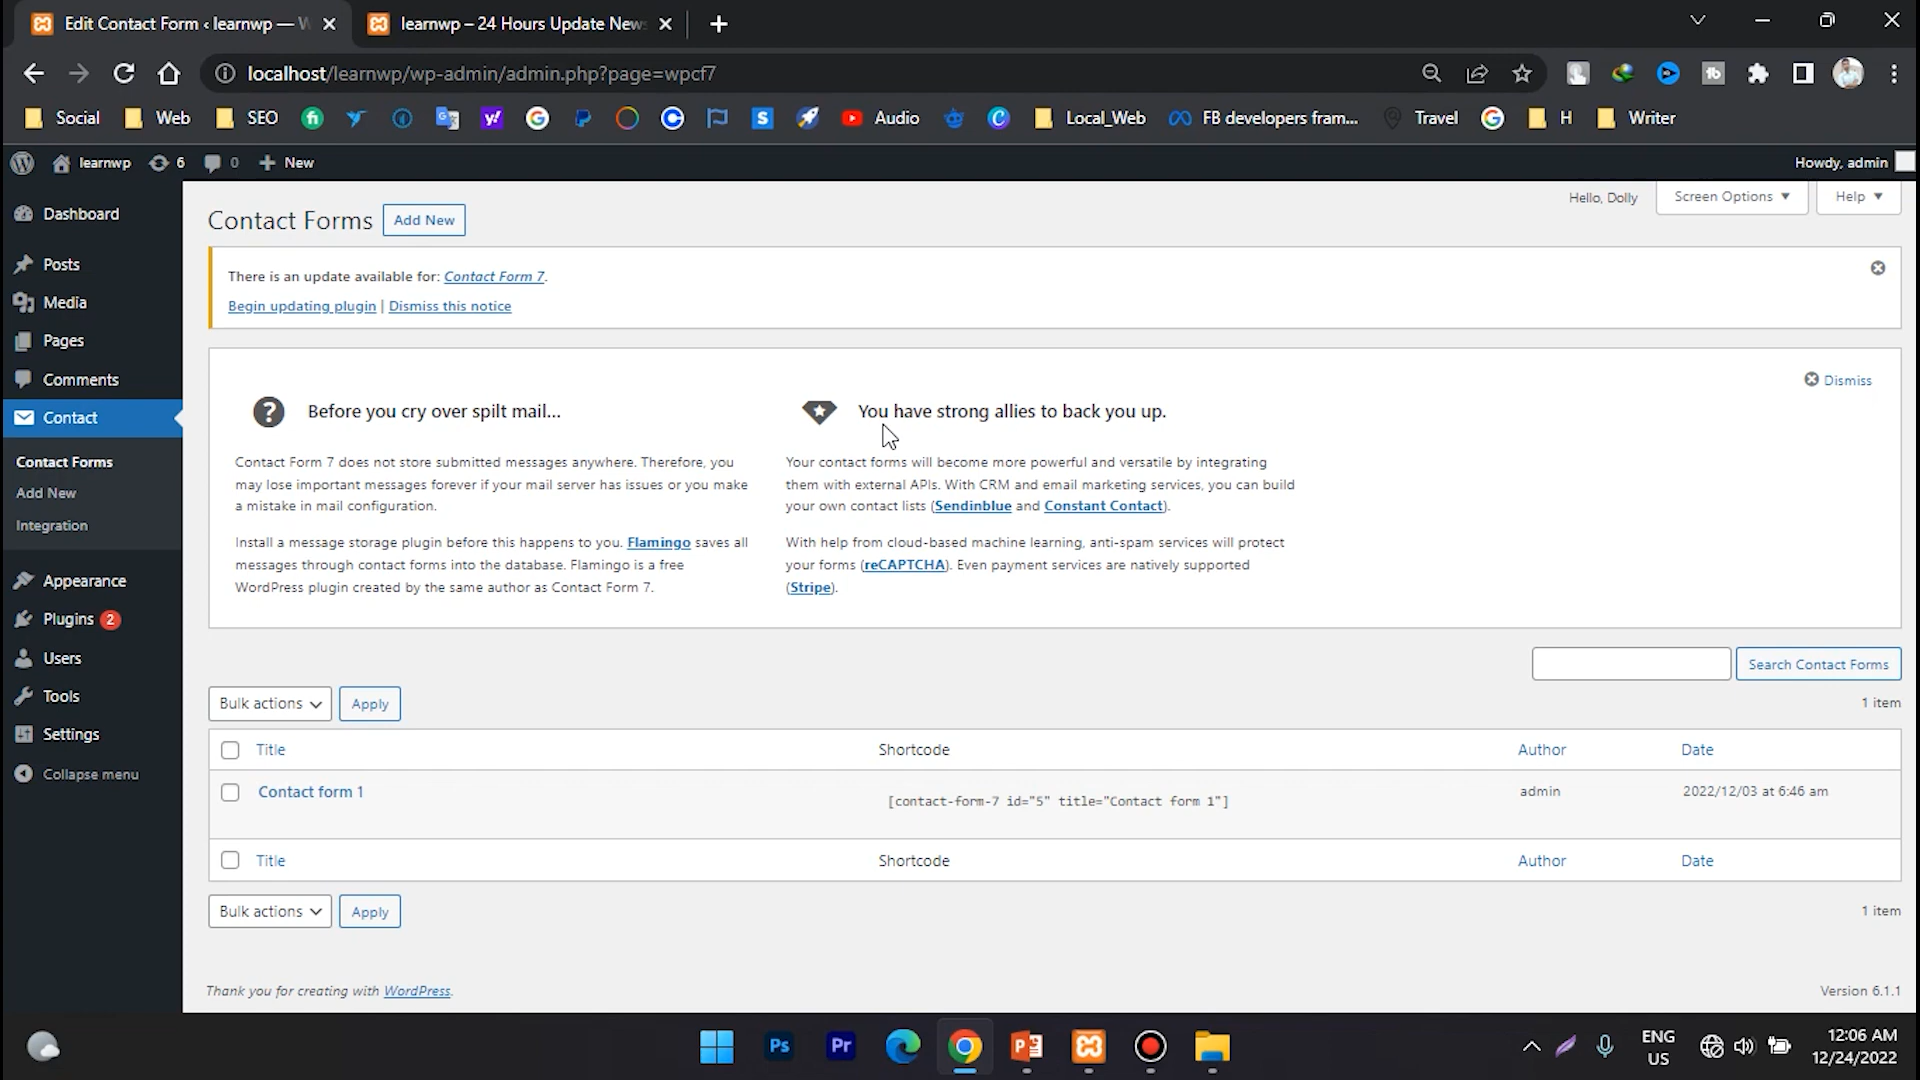 Edit Contact Form ‹ learnwp — W
learnwp – 24 Hours Update New
localhost/learnwp/wp-admin/admin.php?page=wpcf7
Social
Web
SEO
Audio
Local_Web
FB developers fram...
Travel
H
Writer
learnwp
6
0
New
Howdy, admin
Dashboard
Posts
Media
Pages
Comments
Contact
Contact Forms
Add New
Integration
Appearance
Plugins 2
Users
Tools
Settings
Collapse menu
Hello, Dolly
Screen Options ▼
Help ▼
Contact Forms
Add New
There is an update available for: Contact Form 7.
Begin updating plugin | Dismiss this notice
Dismiss
Before you cry over spilt mail...
Contact Form 7 does not store submitted messages anywhere. Therefore, you
may lose important messages forever if your mail server has issues or you make
a mistake in mail configuration.
Install a message storage plugin before this happens to you. Flamingo saves all
messages through contact forms into the database. Flamingo is a free
WordPress plugin created by the same author as Contact Form 7.
You have strong allies to back you up.
Your contact forms will become more powerful and versatile by integrating
them with external APIs. With CRM and email marketing services, you can build
your own contact lists (Sendinblue and Constant Contact).
With help from cloud-based machine learning, anti-spam services will protect
your forms (reCAPTCHA). Even payment services are natively supported
(Stripe).
Search Contact Forms
Bulk actions
Apply
1 item
Title
Shortcode
Author
Date
Contact form 1
[contact-form-7 id="5" title="Contact form 1"]
admin
2022/12/03 at 6:46 am
Title
Shortcode
Author
Date
Bulk actions
Apply
1 item
Thank you for creating with WordPress.
Version 6.1.1
Ps
Pr
ENG
US
12:06 AM
12/24/2022